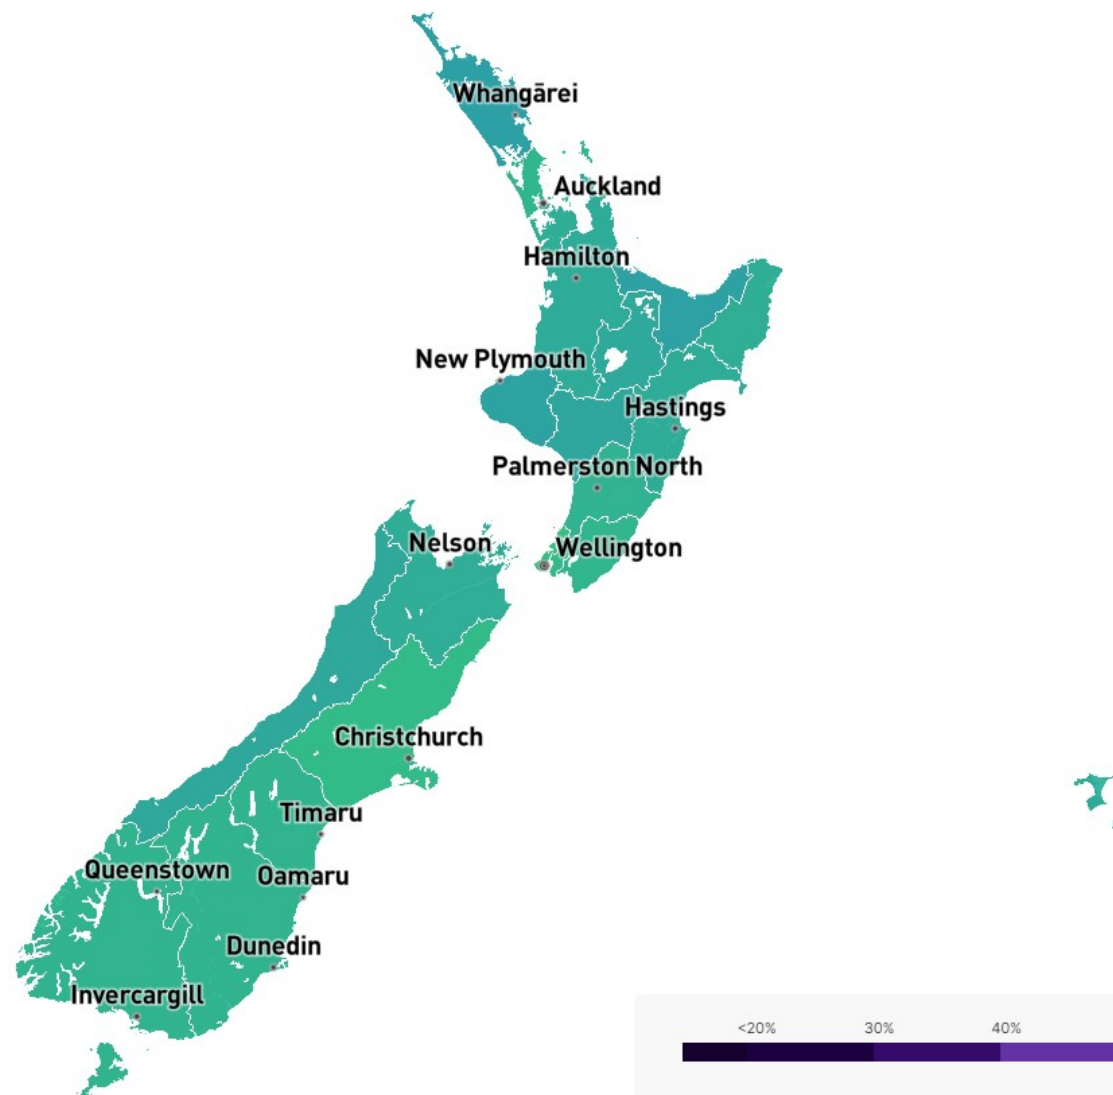 Whangārei
Auckland
Hamilton
New Plymouth
Hastings
Palmerston North
Nelson
Wellington
Christchurch
Timaru
Queenstown
Oamaru
Dunedin
Invercargill
<20% 30% 40%